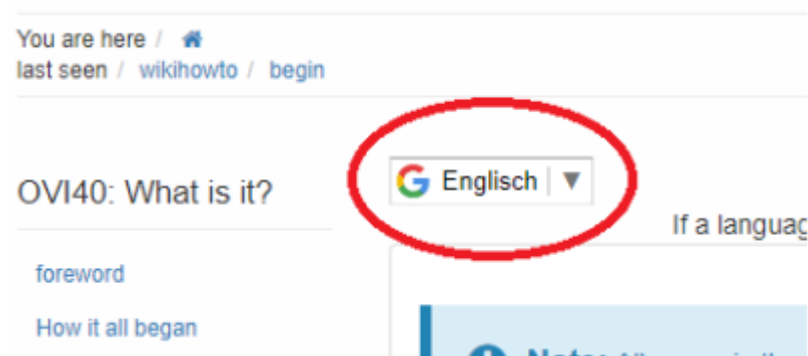 You are here /
last seen / wikihowto / begin
OVI40: What is it?
Englisch
If a languag
foreword
How it all began